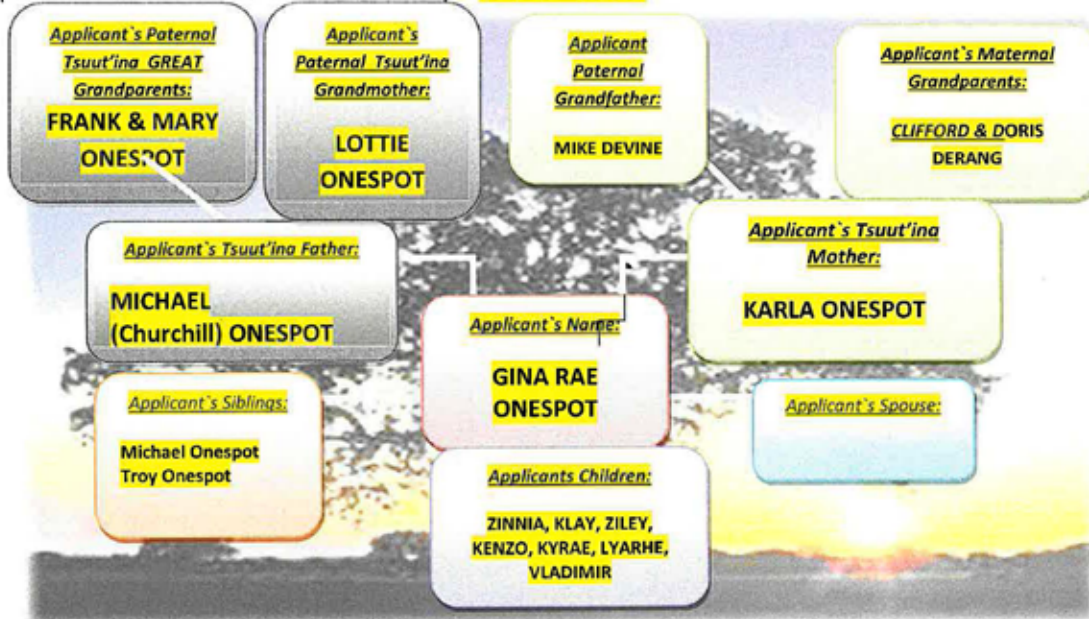 Applicant`s Paternal
Tsuut'ina GREAT
Grandparents:
FRANK & MARY
ONESPOT
Applicant`s
Paternal Tsuut'ina
Grandmother:
LOTTIE
ONESPOT
Applicant
Paternal
Grandfather:
MIKE DEVINE
Applicant`s Maternal
Grandparents:
CLIFFORD & DORIS
DERANG
Applicant`s Tsuut'ina Father:
MICHAEL
(Churchill) ONESPOT
Applicant`s Tsuut'ina
Mother:
KARLA ONESPOT
Applicant`s Name:
GINA RAE
ONESPOT
Applicant`s Siblings:
Michael Onespot
Troy Onespot
Applicant`s Spouse:
Applicants Children:
ZINNIA, KLAY, ZILEY,
KENZO, KYRAE, LYARHE,
VLADIMIR